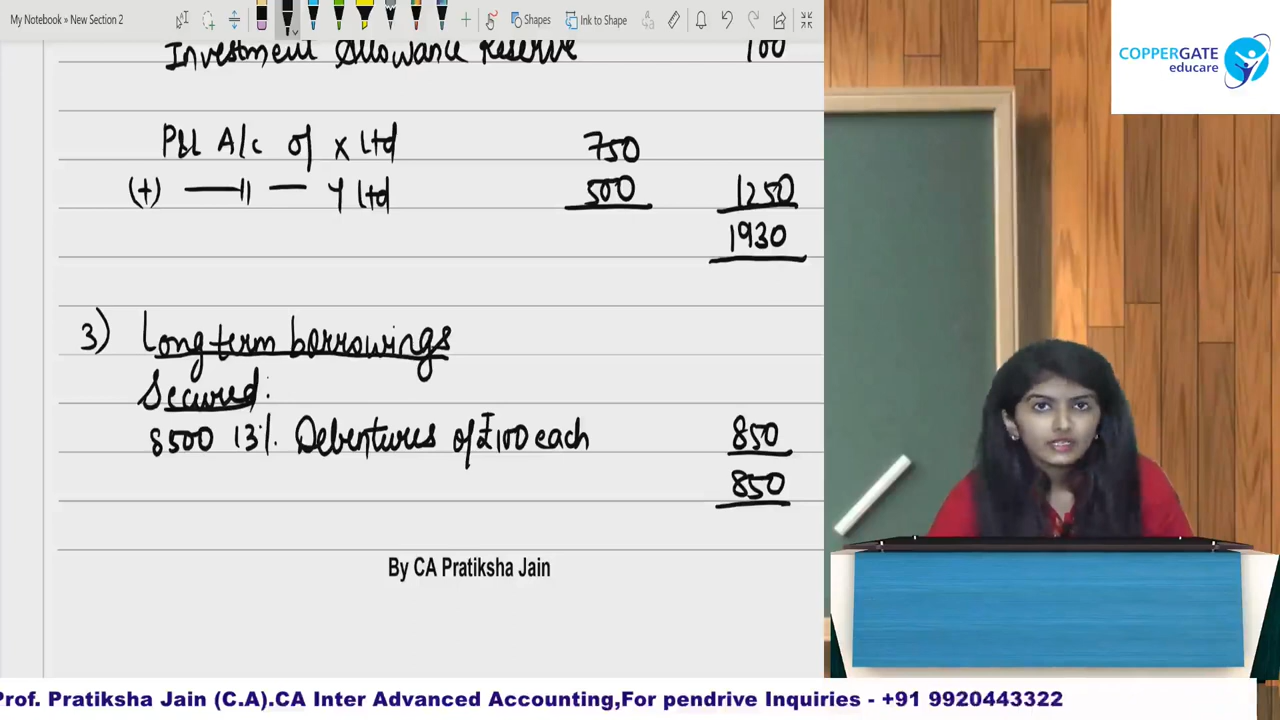 My Notebook » New Section 2
Shapes
Ink to Shape
COPPERGATE
educare
Investment Allowance Reserve 100
P&L A/c of X Ltd 750
(+) —〃— Y Ltd 500 1250
1930
3) Long term borrowings
Secured:
8500 13% Debentures of ₹100 each 850
850
By CA Pratiksha Jain
Prof. Pratiksha Jain (C.A).CA Inter Advanced Accounting,For pendrive Inquiries - +91 9920443322